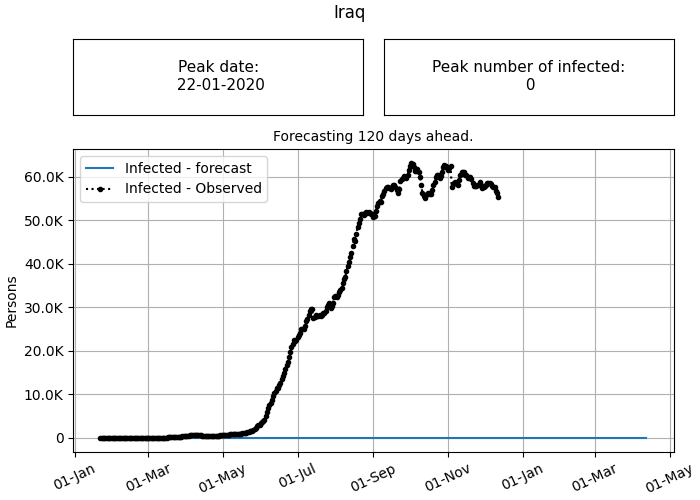 Iraq
Peak date:
22-01-2020
Peak number of infected:
0
Forecasting 120 days ahead.
Infected - forecast
Infected - Observed
Persons
60.0K
50.0K
40.0K
30.0K
20.0K
10.0K
0
01-Jan
01-Mar
01-May
01-Jul
01-Sep
01-Nov
01-Jan
01-Mar
01-May